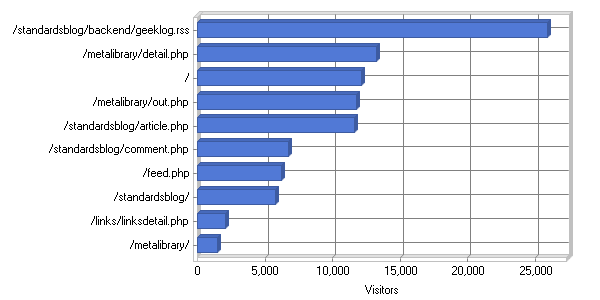 /standardsblog/backend/geeklog.rss
/metalibrary/detail.php
/
/metalibrary/out.php
/standardsblog/article.php
/standardsblog/comment.php
/feed.php
/standardsblog/
/links/linksdetail.php
/metalibrary/
0 5,000 10,000 15,000 20,000 25,000
Visitors